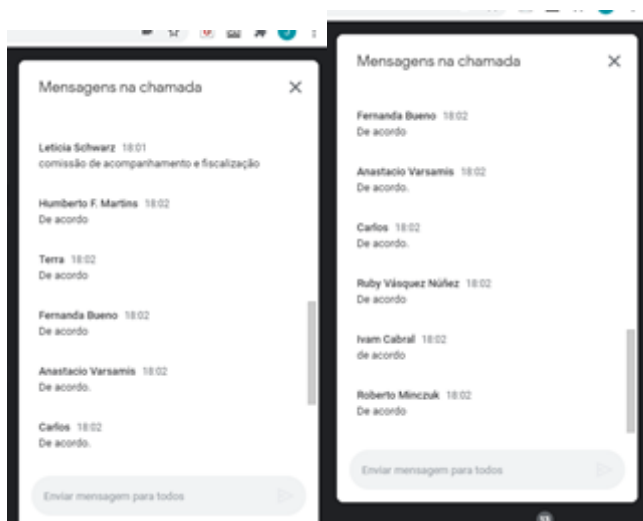 Mensagens na chamada
Leticia Schwarz 18:01
comissão de acompanhamento e fiscalização
Humberto F. Martins 18:02
De acordo
Terra 18:02
De acordo
Fernanda Bueno 18:02
De acordo
Anastacio Varsamis 18:02
De acordo.
Carlos 18:02
De acordo.
Enviar mensagem para todos
Mensagens na chamada
Fernanda Bueno 18:02
De acordo
Anastacio Varsamis 18:02
De acordo.
Carlos 18:02
De acordo.
Ruby Vásquez Núñez 18:02
De acordo
Ivam Cabral 18:02
de acordo
Roberto Minczuk 18:02
De acordo
Enviar mensagem para todos